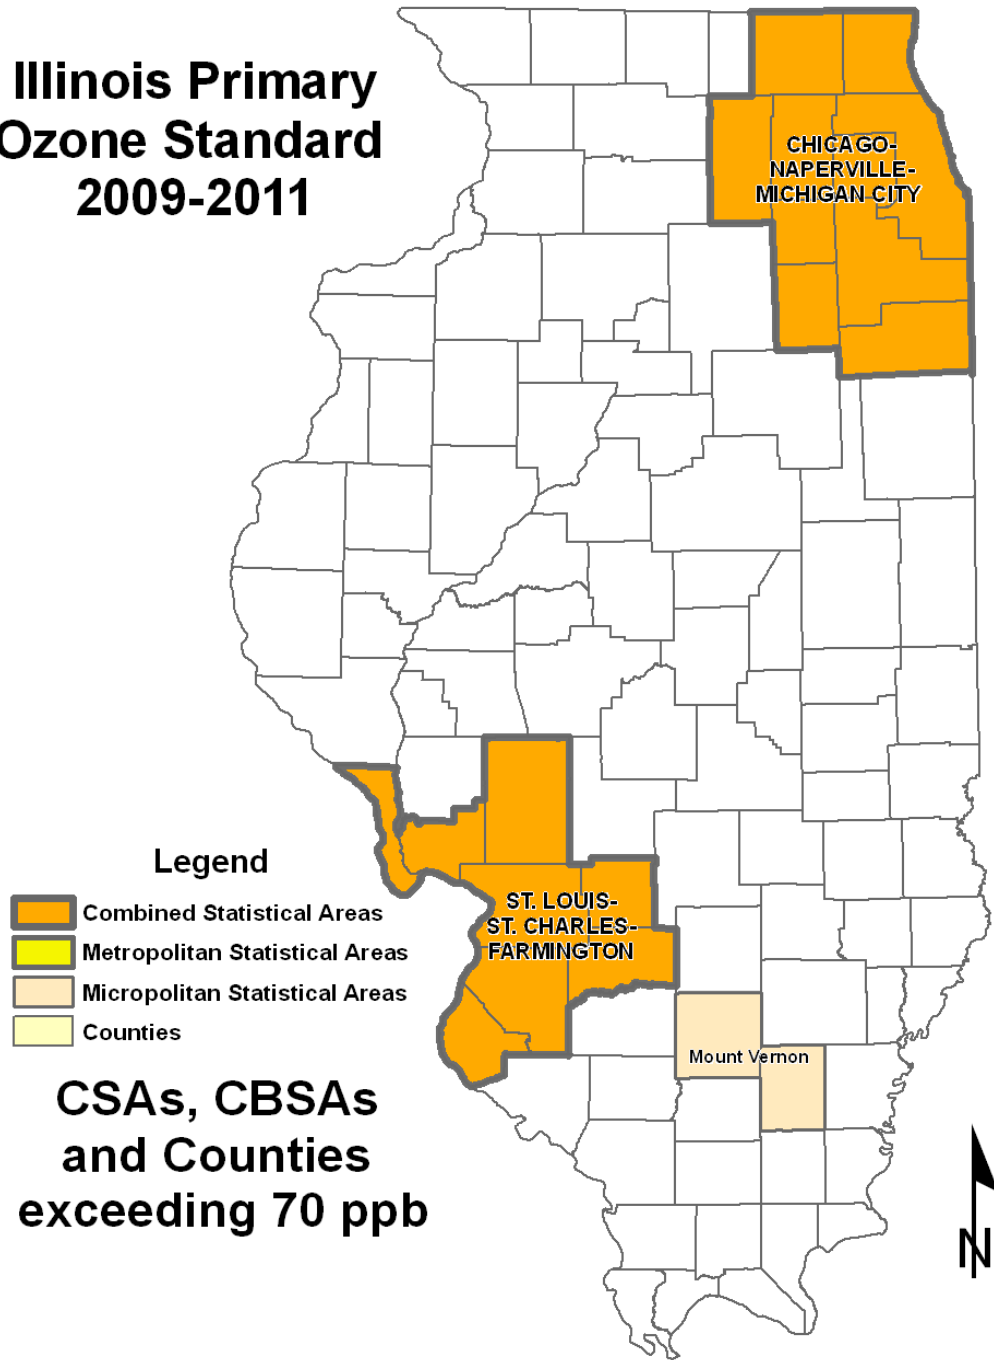 Illinois Primary
Ozone Standard
2009-2011
CHICAGO-
NAPERVILLE-
MICHIGAN CITY
Legend
Combined Statistical Areas
Metropolitan Statistical Areas
Micropolitan Statistical Areas
Counties
ST. LOUIS-
ST. CHARLES-
FARMINGTON
Mount Vernon
CSAs, CBSAs
and Counties
exceeding 70 ppb
N